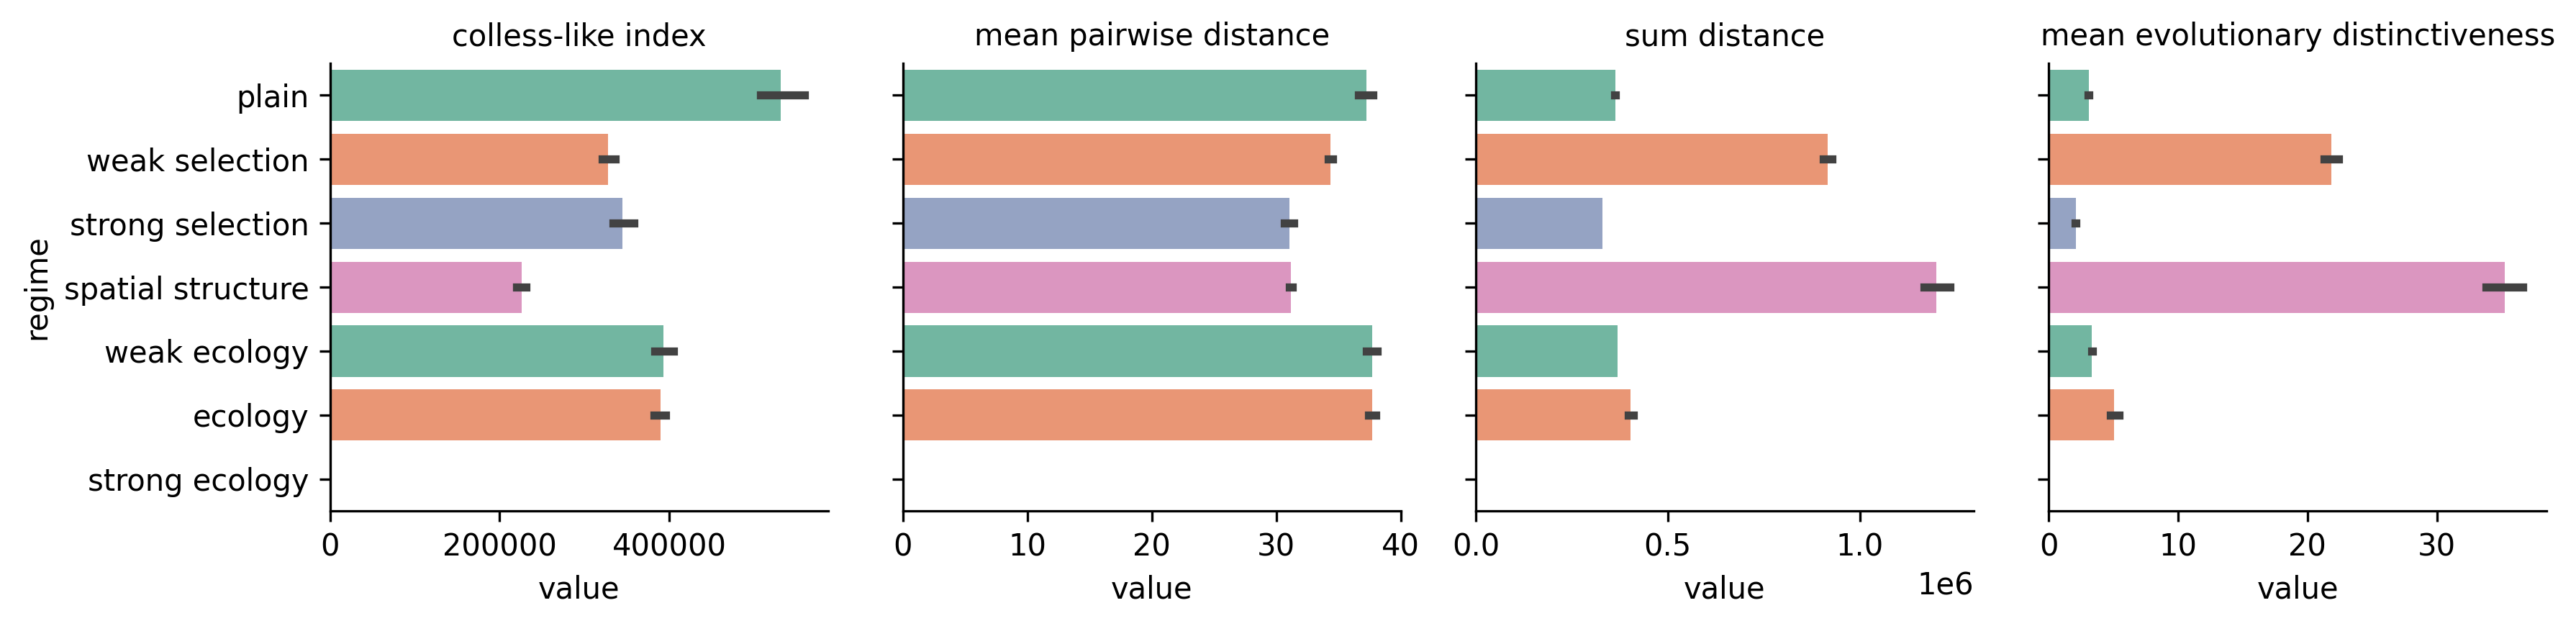 colless-like index
mean pairwise distance
sum distance
mean evolutionary distinctiveness
regime
plain
weak selection
strong selection
spatial structure
weak ecology
ecology
strong ecology
0 200000 400000
value
0 10 20 30 40
value
0.0 0.5 1.0
1e6
value
0 10 20 30
value